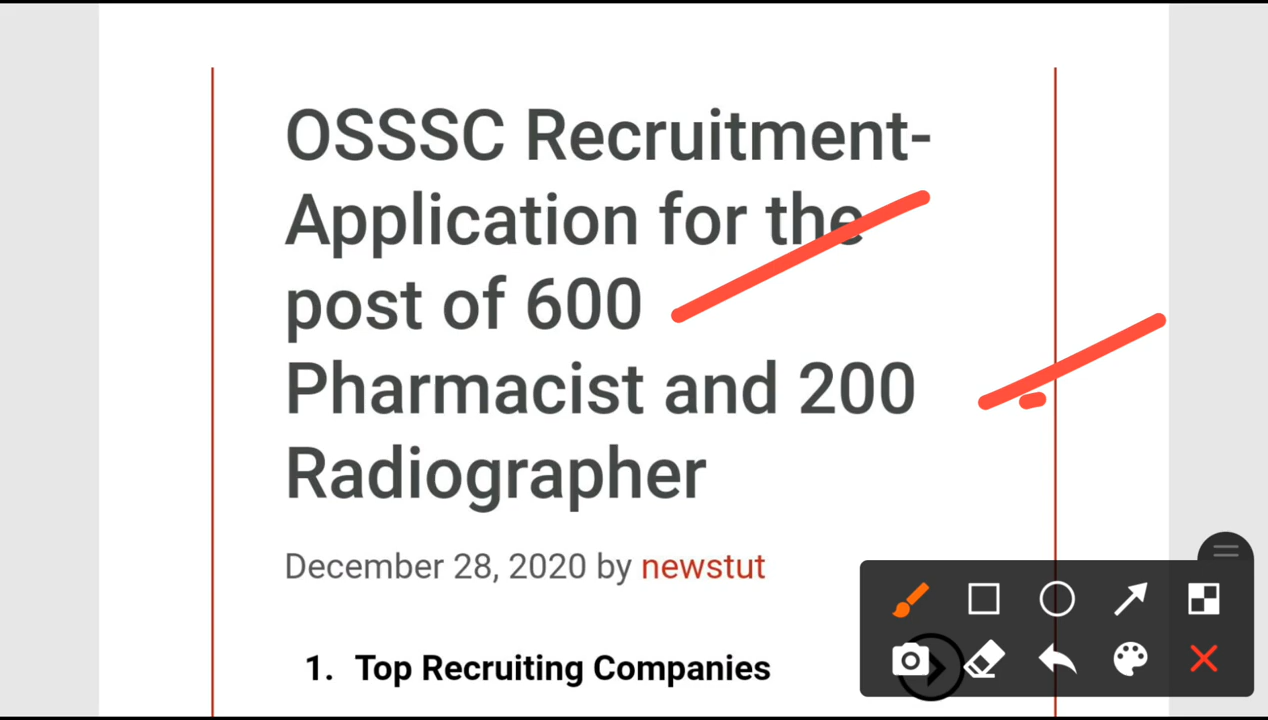 OSSSC Recruitment-
Application for the
post of 600
Pharmacist and 200
Radiographer
December 28, 2020 by newstut
1. Top Recruiting Companies